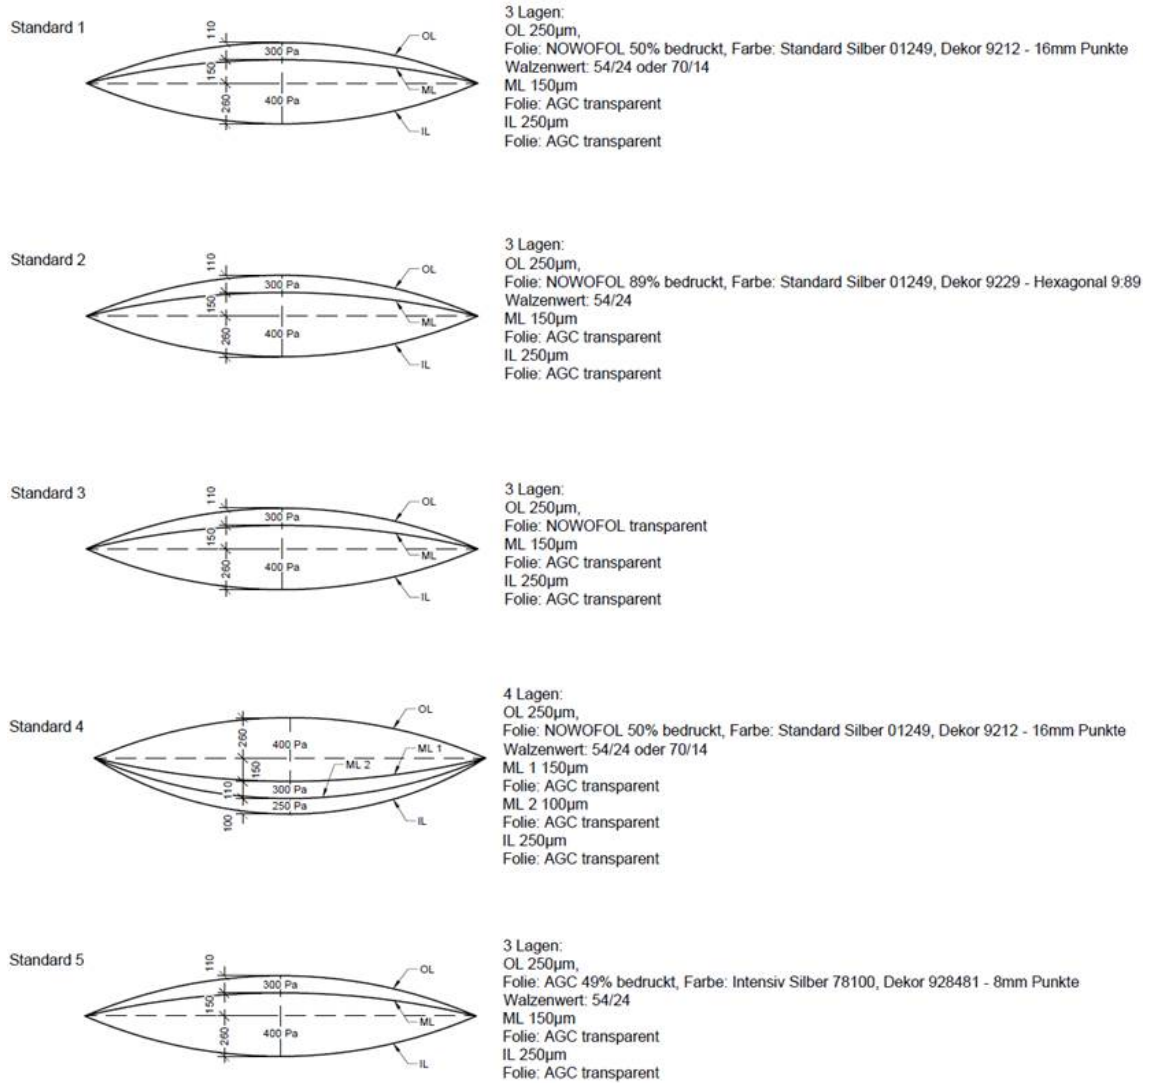 Standard 1
110
150
260
300 Pa
400 Pa
OL
ML
IL
3 Lagen:
OL 250µm,
Folie: NOWOFOL 50% bedruckt, Farbe: Standard Silber 01249, Dekor 9212 - 16mm Punkte
Walzenwert: 54/24 oder 70/14
ML 150µm
Folie: AGC transparent
IL 250µm
Folie: AGC transparent
Standard 2
110
150
260
300 Pa
400 Pa
OL
ML
IL
3 Lagen:
OL 250µm,
Folie: NOWOFOL 89% bedruckt, Farbe: Standard Silber 01249, Dekor 9229 - Hexagonal 9:89
Walzenwert: 54/24
ML 150µm
Folie: AGC transparent
IL 250µm
Folie: AGC transparent
Standard 3
110
150
260
300 Pa
400 Pa
OL
ML
IL
3 Lagen:
OL 250µm,
Folie: NOWOFOL transparent
ML 150µm
Folie: AGC transparent
IL 250µm
Folie: AGC transparent
Standard 4
260
150
110
100
400 Pa
300 Pa
250 Pa
OL
ML 1
ML 2
IL
4 Lagen:
OL 250µm,
Folie: NOWOFOL 50% bedruckt, Farbe: Standard Silber 01249, Dekor 9212 - 16mm Punkte
Walzenwert: 54/24 oder 70/14
ML 1 150µm
Folie: AGC transparent
ML 2 100µm
Folie: AGC transparent
IL 250µm
Folie: AGC transparent
Standard 5
110
150
260
300 Pa
400 Pa
OL
ML
IL
3 Lagen:
OL 250µm,
Folie: AGC 49% bedruckt, Farbe: Intensiv Silber 78100, Dekor 928481 - 8mm Punkte
Walzenwert: 54/24
ML 150µm
Folie: AGC transparent
IL 250µm
Folie: AGC transparent